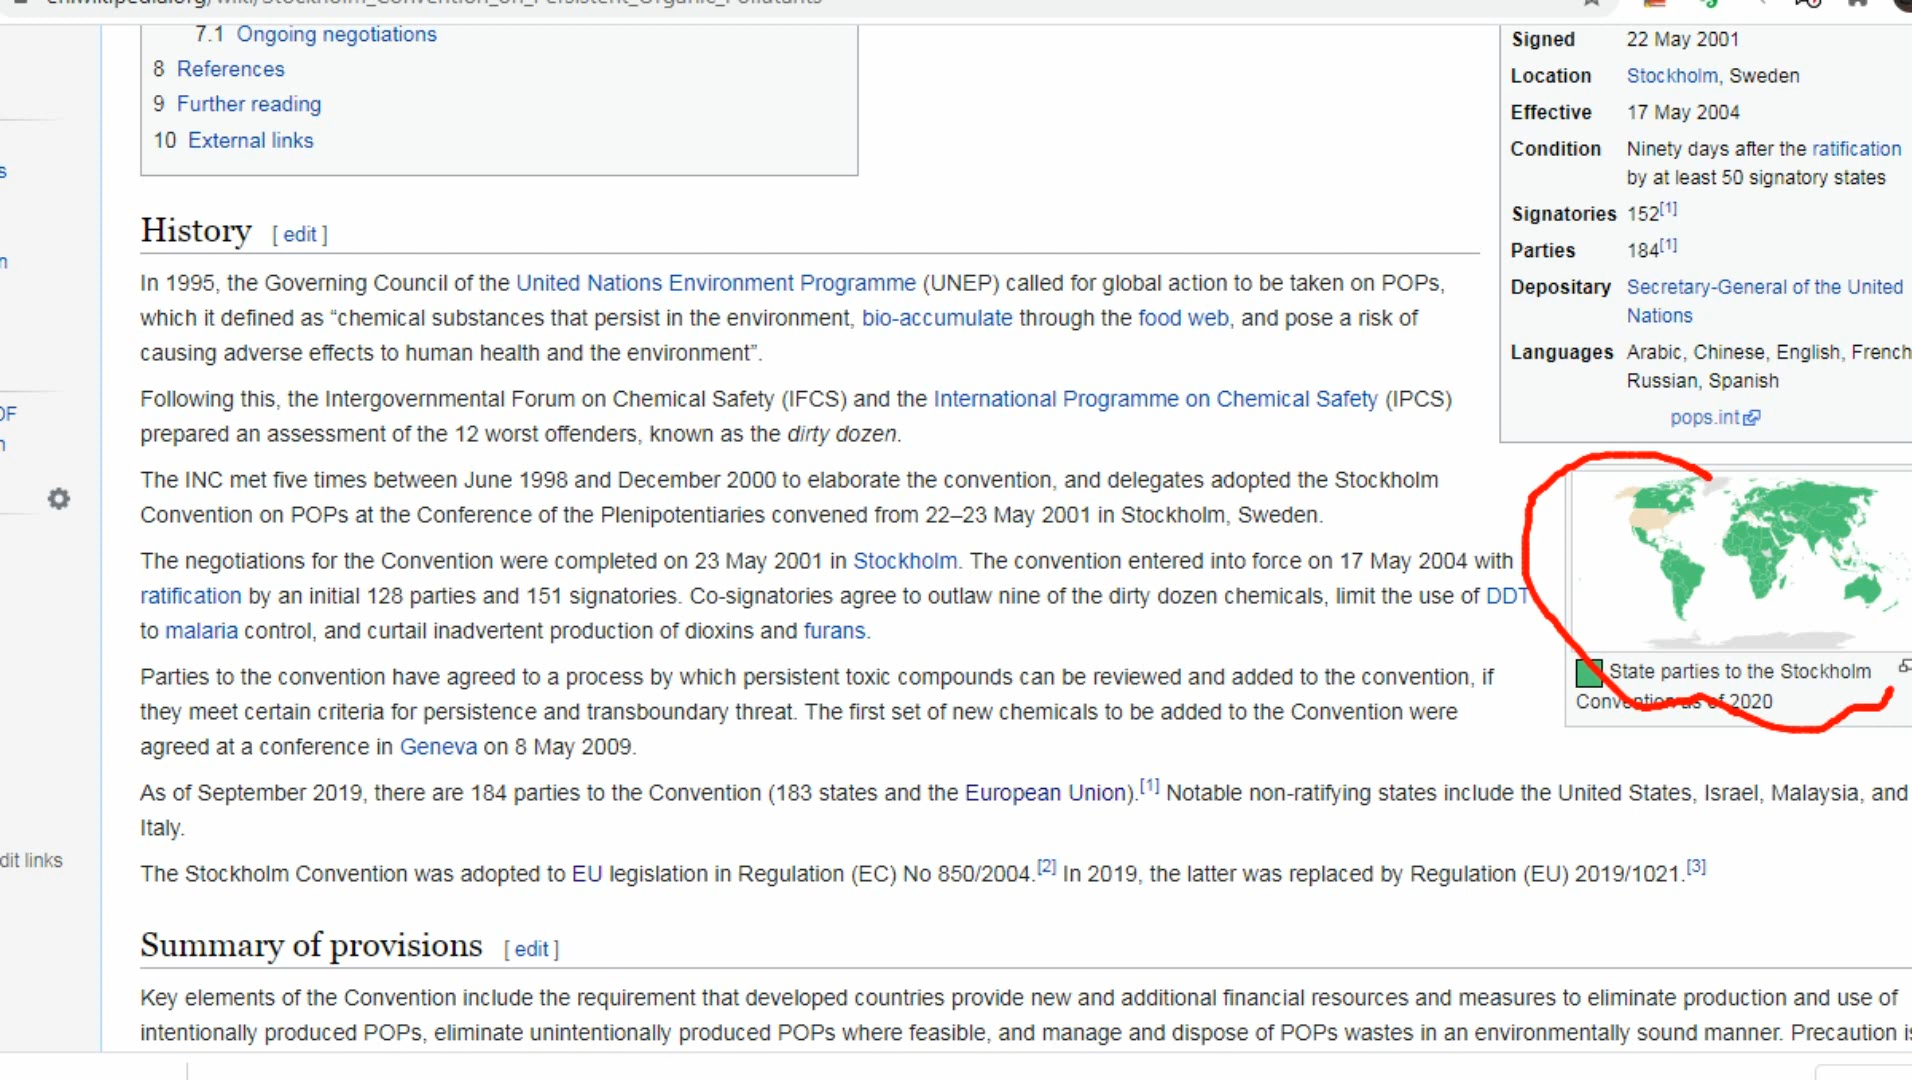 en.wikipedia.org/wiki/Stockholm_Convention_on_Persistent_Organic_Pollutants
7.1 Ongoing negotiations
8 References
9 Further reading
10 External links
History [ edit ]
In 1995, the Governing Council of the United Nations Environment Programme (UNEP) called for global action to be taken on POPs,
which it defined as “chemical substances that persist in the environment, bio-accumulate through the food web, and pose a risk of
causing adverse effects to human health and the environment”.
Following this, the Intergovernmental Forum on Chemical Safety (IFCS) and the International Programme on Chemical Safety (IPCS)
prepared an assessment of the 12 worst offenders, known as the dirty dozen.
The INC met five times between June 1998 and December 2000 to elaborate the convention, and delegates adopted the Stockholm
Convention on POPs at the Conference of the Plenipotentiaries convened from 22–23 May 2001 in Stockholm, Sweden.
The negotiations for the Convention were completed on 23 May 2001 in Stockholm. The convention entered into force on 17 May 2004 with
ratification by an initial 128 parties and 151 signatories. Co-signatories agree to outlaw nine of the dirty dozen chemicals, limit the use of DDT
to malaria control, and curtail inadvertent production of dioxins and furans.
Parties to the convention have agreed to a process by which persistent toxic compounds can be reviewed and added to the convention, if
they meet certain criteria for persistence and transboundary threat. The first set of new chemicals to be added to the Convention were
agreed at a conference in Geneva on 8 May 2009.
As of September 2019, there are 184 parties to the Convention (183 states and the European Union).[1] Notable non-ratifying states include the United States, Israel, Malaysia, and
Italy.
The Stockholm Convention was adopted to EU legislation in Regulation (EC) No 850/2004.[2] In 2019, the latter was replaced by Regulation (EU) 2019/1021.[3]
Summary of provisions [ edit ]
Key elements of the Convention include the requirement that developed countries provide new and additional financial resources and measures to eliminate production and use of
intentionally produced POPs, eliminate unintentionally produced POPs where feasible, and manage and dispose of POPs wastes in an environmentally sound manner. Precaution is
Signed 22 May 2001
Location Stockholm, Sweden
Effective 17 May 2004
Condition Ninety days after the ratification
by at least 50 signatory states
Signatories 152[1]
Parties 184[1]
Depositary Secretary-General of the United
Nations
Languages Arabic, Chinese, English, French
Russian, Spanish
pops.int
State parties to the Stockholm
Convention as of 2020
dit links